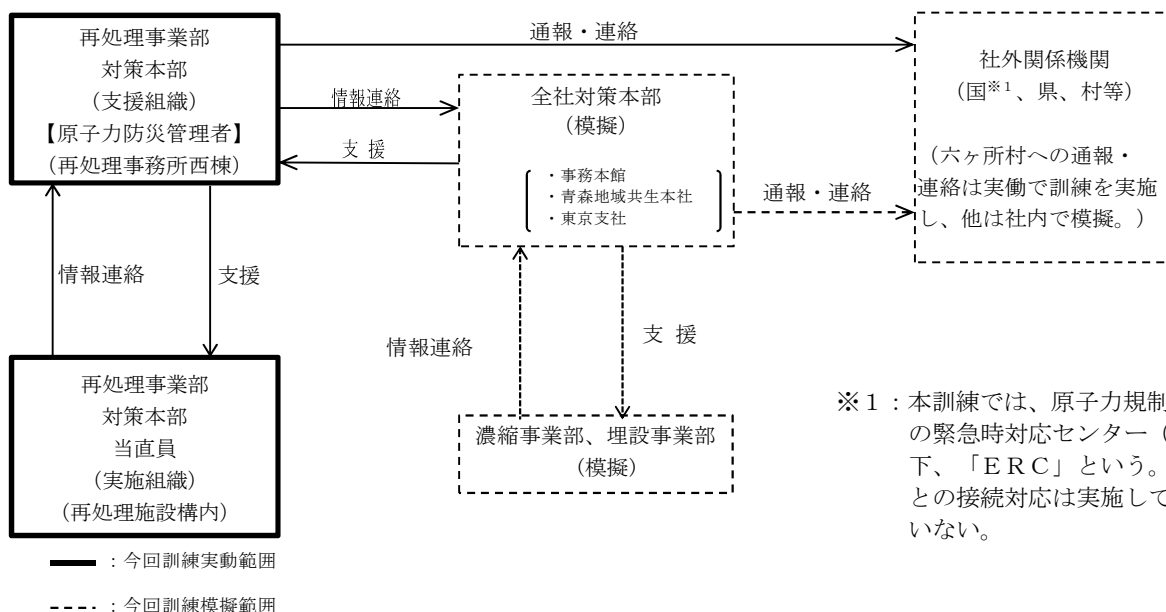 再処理事業部
対策本部
(支援組織)
【原子力防災管理者】
(再処理事務所西棟)
通報・連絡
情報連絡
支 援
全社対策本部
(模擬)
・事務本館
・青森地域共生本社
・東京支社
通報・連絡
社外関係機関
(国※1、県、村等)
(六ヶ所村への通報・
連絡は実働で訓練を実施
し、他は社内で模擬。)
情報連絡
支援
情報連絡
支 援
再処理事業部
対策本部
当直員
(実施組織)
(再処理施設構内)
濃縮事業部、埋設事業部
(模擬)
※1:本訓練では、原子力規制
の緊急時対応センター(
下、「ERC」という。
との接続対応は実施して
いない。
:今回訓練実動範囲
:今回訓練模擬範囲